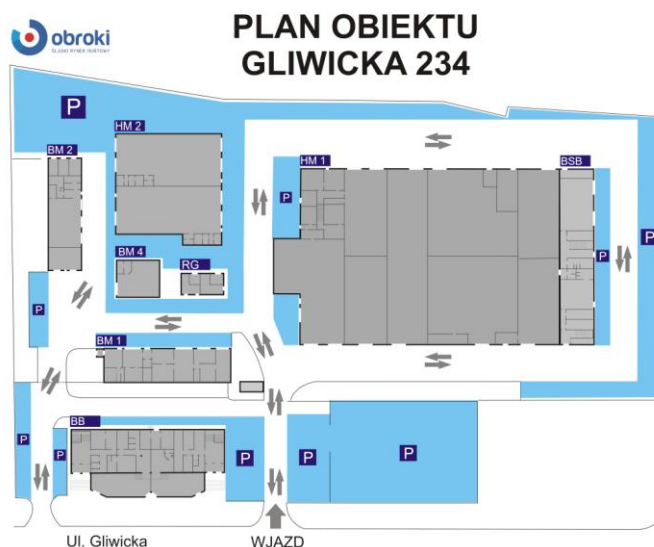 obroki
ŚLĄSKI RYNEK HURTOWY
PLAN OBIEKTU
GLIWICKA 234
P
HM 2
BM 2
HM 1
BSB
P
P
P
BM 4
RG
P
P
BM 1
BB
P
P
P
P
P
Ul. Gliwicka
WJAZD